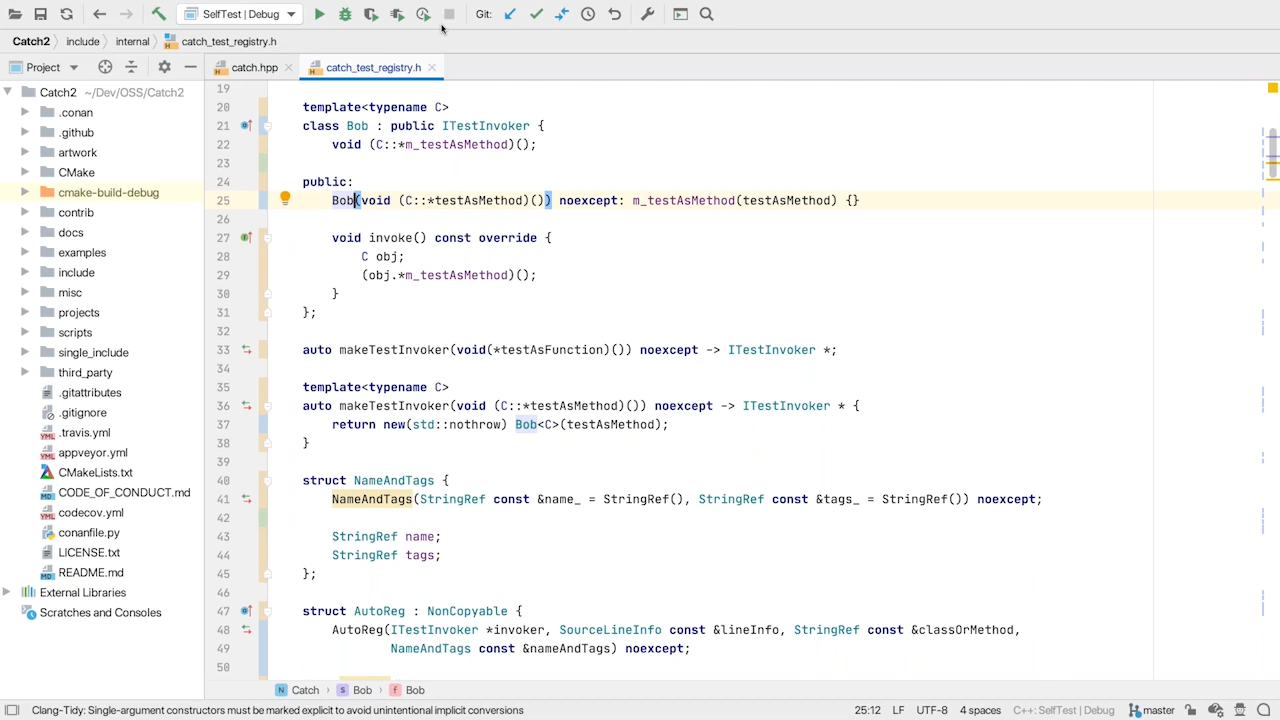 SelfTest | Debug
Git:
Catch2 include internal catch_test_registry.h
Project
catch.hpp
catch_test_registry.h
Catch2 ~/Dev/OSS/Catch2
.conan
.github
artwork
CMake
cmake-build-debug
contrib
docs
examples
include
misc
projects
scripts
single_include
third_party
.gitattributes
.gitignore
.travis.yml
appveyor.yml
CMakeLists.txt
CODE_OF_CONDUCT.md
codecov.yml
conanfile.py
LICENSE.txt
README.md
External Libraries
Scratches and Consoles
19
20 template<typename C>
21 class Bob : public ITestInvoker {
22 void (C::*m_testAsMethod)();
23
24 public:
25 Bob(void (C::*testAsMethod)()) noexcept: m_testAsMethod(testAsMethod) {}
26
27 void invoke() const override {
28 C obj;
29 (obj.*m_testAsMethod)();
30 }
31 };
32
33 auto makeTestInvoker(void(*testAsFunction)()) noexcept -> ITestInvoker *;
34
35 template<typename C>
36 auto makeTestInvoker(void (C::*testAsMethod)()) noexcept -> ITestInvoker * {
37 return new(std::nothrow) Bob<C>(testAsMethod);
38 }
39
40 struct NameAndTags {
41 NameAndTags(StringRef const &name_ = StringRef(), StringRef const &tags_ = StringRef()) noexcept;
42
43 StringRef name;
44 StringRef tags;
45 };
46
47 struct AutoReg : NonCopyable {
48 AutoReg(ITestInvoker *invoker, SourceLineInfo const &lineInfo, StringRef const &classOrMethod,
49 NameAndTags const &nameAndTags) noexcept;
50
N Catch › S Bob › f Bob
Clang-Tidy: Single-argument constructors must be marked explicit to avoid unintentional implicit conversions
25:12 LF UTF-8 4 spaces C++: SelfTest | Debug master